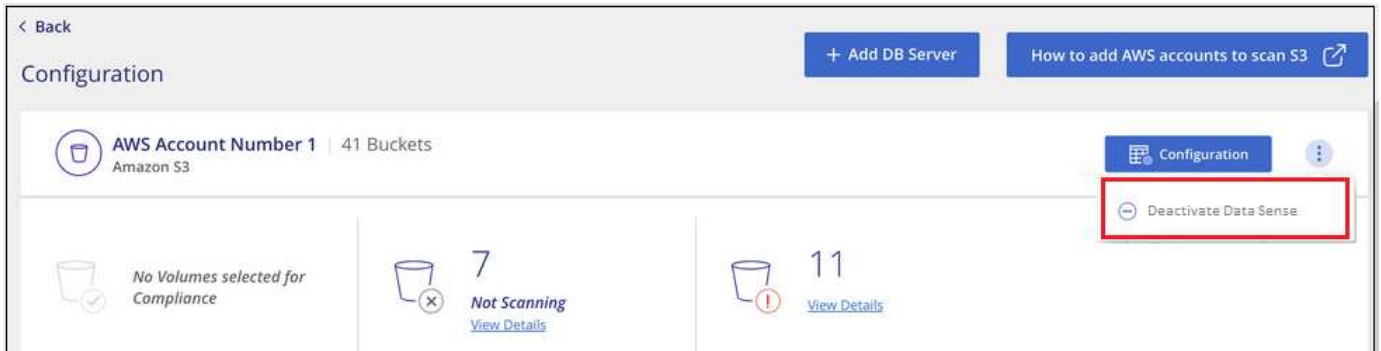 < Back
+ Add DB Server
How to add AWS accounts to scan S3
Configuration
AWS Account Number 1 | 41 Buckets
Amazon S3
Configuration
Deactivate Data Sense
No Volumes selected for
Compliance
7
Not Scanning
View Details
11
View Details